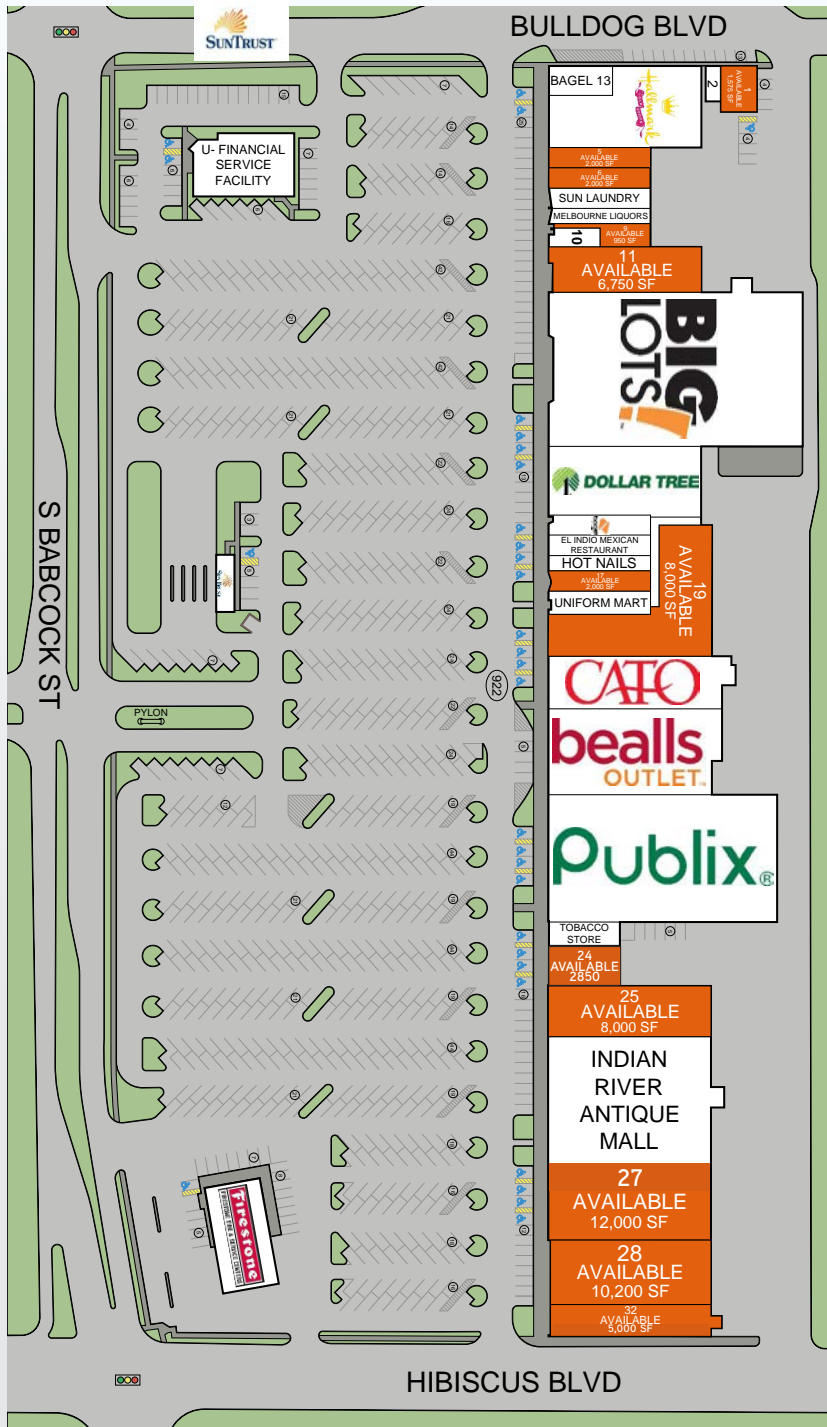 BULLDOG BLVD
SUNTRUST
BAGEL 13
Hallmark
2
1
AVAILABLE
1,575 SF
U- FINANCIAL
SERVICE
FACILITY
5
AVAILABLE
2,000 SF
6
AVAILABLE
2,000 SF
SUN LAUNDRY
MELBOURNE LIQUORS
10
9
AVAILABLE
950 SF
11
AVAILABLE
6,750 SF
BIG
LOTS!
DOLLAR TREE
EL INDIO MEXICAN
RESTAURANT
HOT NAILS
17
AVAILABLE
2,000 SF
UNIFORM MART
19
AVAILABLE
8,000 SF
S BABCOCK ST
SUNTRUST
922
CATO
PYLON
bealls
OUTLET
Publix®
TOBACCO
STORE
24
AVAILABLE
2850
25
AVAILABLE
8,000 SF
INDIAN
RIVER
ANTIQUE
MALL
27
AVAILABLE
12,000 SF
Firestone
28
AVAILABLE
10,200 SF
32
AVAILABLE
5,000 SF
HIBISCUS BLVD